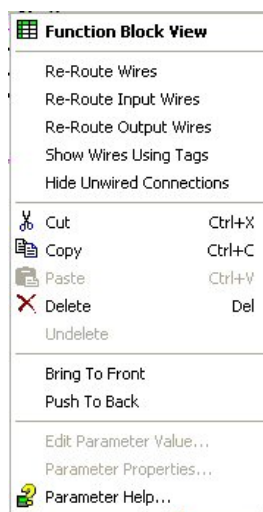 Function Block View
Re-Route Wires
Re-Route Input Wires
Re-Route Output Wires
Show Wires Using Tags
Hide Unwired Connections
Cut Ctrl+X
Copy Ctrl+C
Paste Ctrl+V
Delete Del
Undelete
Bring To Front
Push To Back
Edit Parameter Value...
Parameter Properties...
Parameter Help...